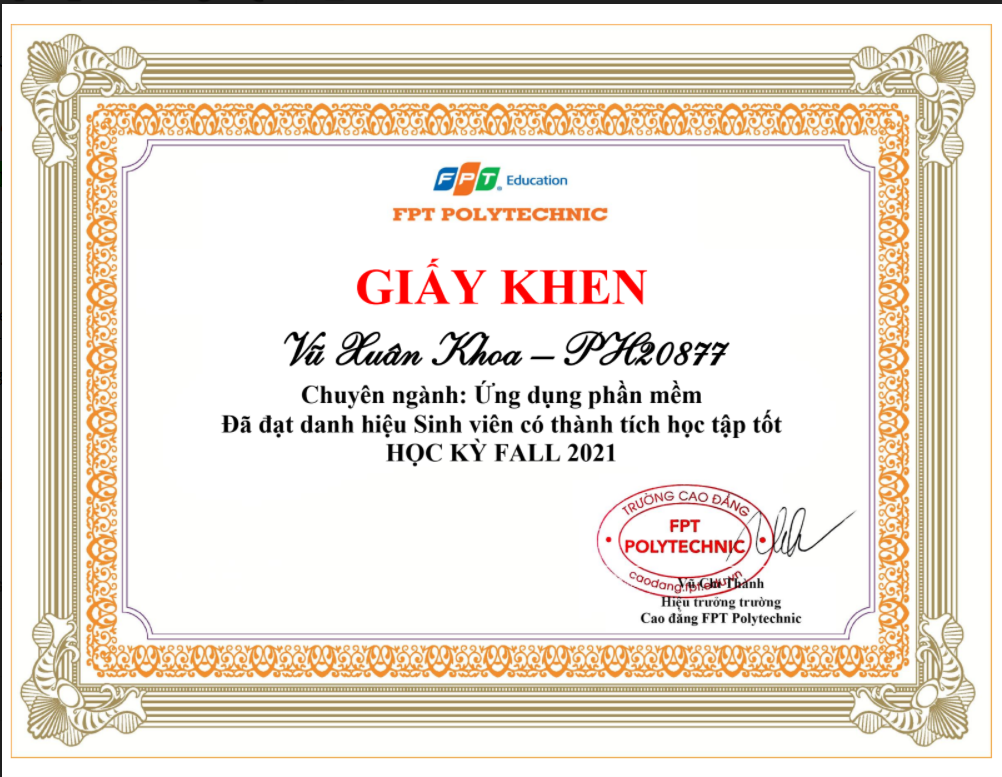 FPT Education
FPT POLYTECHNIC
GIẤY KHEN
Vũ Xuân Khoa – PH20877
Chuyên ngành: Ứng dụng phần mềm
Đã đạt danh hiệu Sinh viên có thành tích học tập tốt
HỌC KỲ FALL 2021
TRƯỜNG CAO ĐẲNG
FPT
POLYTECHNIC
caodang.fpt.edu.vn
Vũ Chí Thành
Hiệu trưởng trường
Cao đẳng FPT Polytechnic